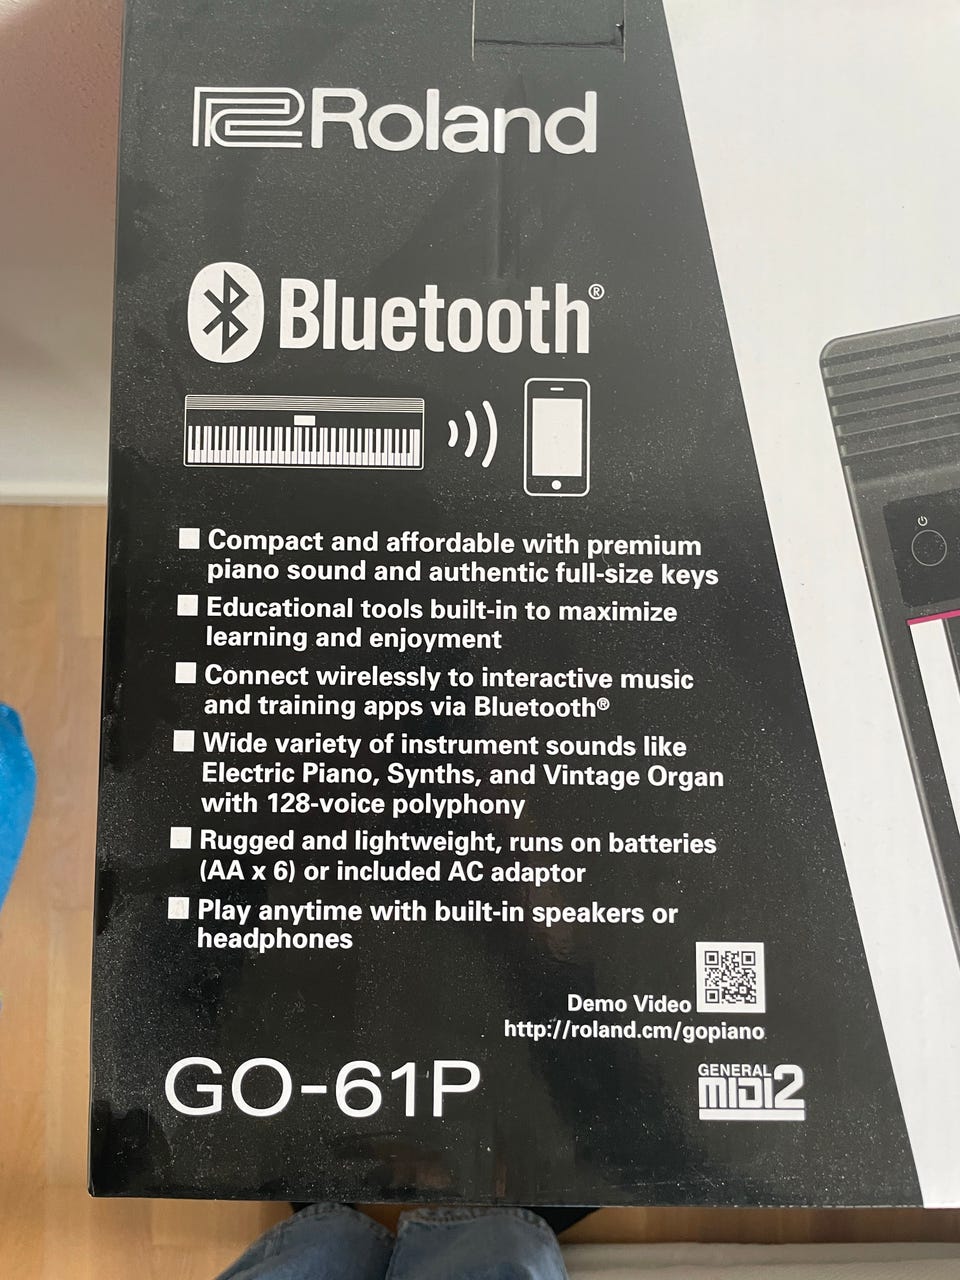 Roland
Bluetooth®
Compact and affordable with premium
piano sound and authentic full-size keys
Educational tools built-in to maximize
learning and enjoyment
Connect wirelessly to interactive music
and training apps via Bluetooth®
Wide variety of instrument sounds like
Electric Piano, Synths, and Vintage Organ
with 128-voice polyphony
Rugged and lightweight, runs on batteries
(AA x 6) or included AC adaptor
Play anytime with built-in speakers or
headphones
Demo Video
http://roland.cm/gopiano
GO-61P
GENERAL
MIDI2